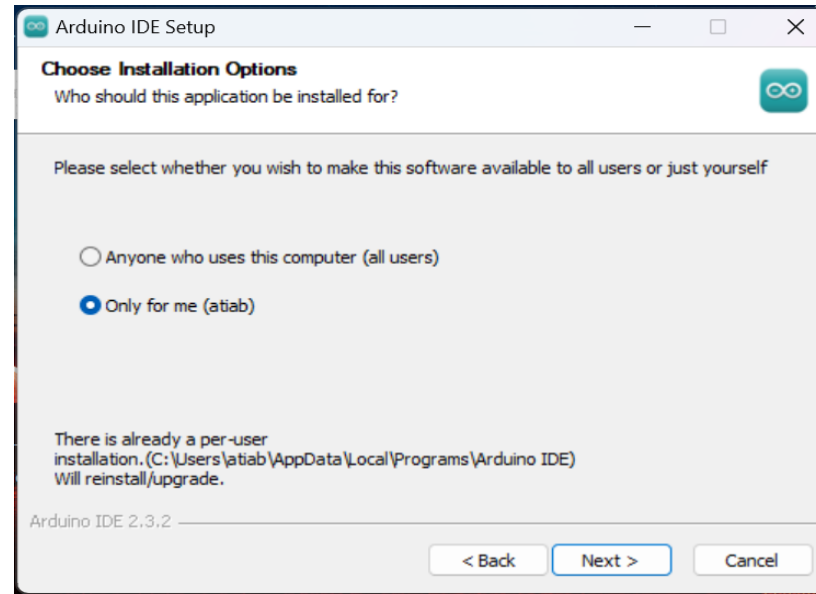 Arduino IDE Setup
Choose Installation Options
Who should this application be installed for?
Please select whether you wish to make this software available to all users or just yourself
Anyone who uses this computer (all users)
Only for me (atiab)
There is already a per-user
installation.(C:\Users\atiab\AppData\Local\Programs\Arduino IDE)
Will reinstall/upgrade.
Arduino IDE 2.3.2
< Back
Next >
Cancel